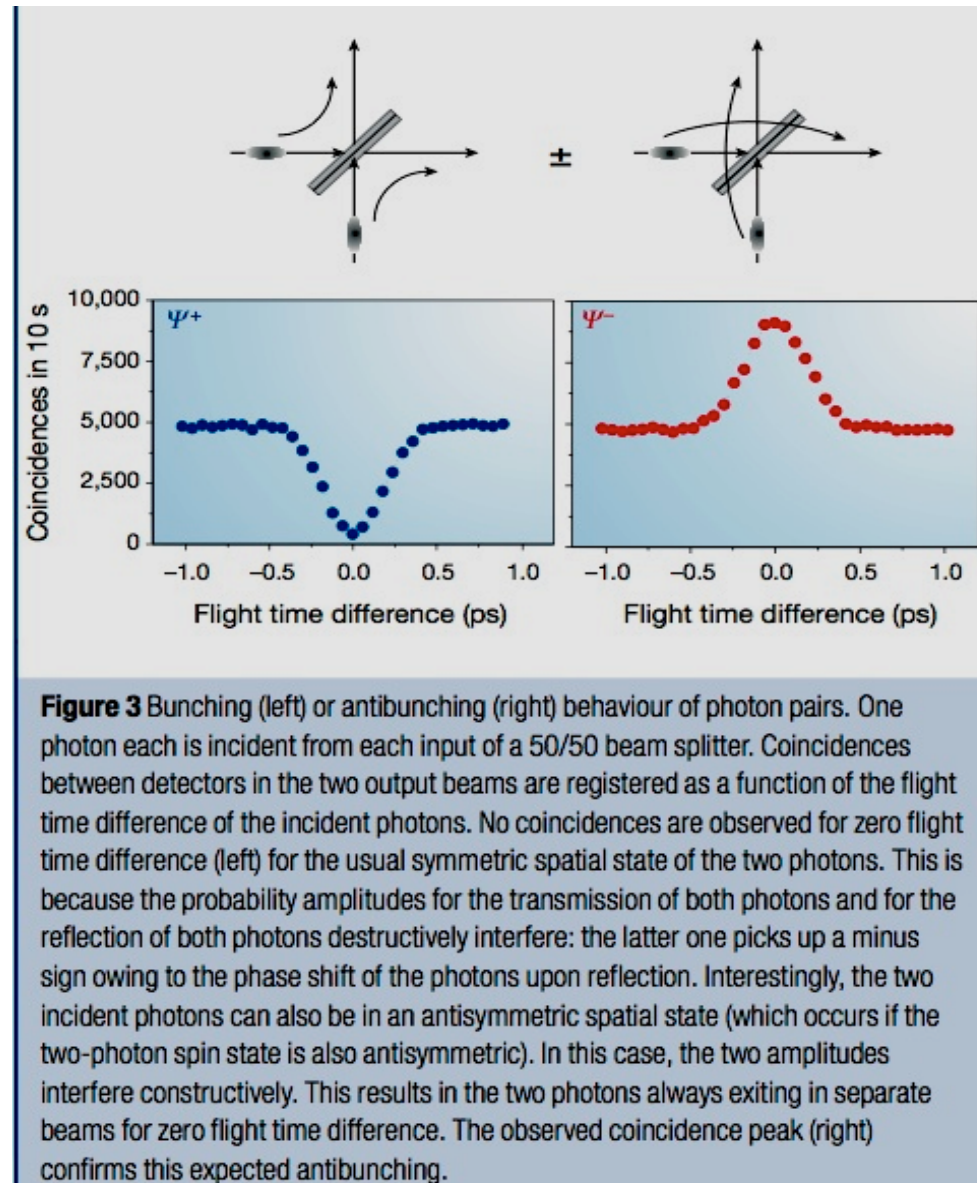 ±
Coincidences in 10 s
10,000
7,500
5,000
2,500
0
Ψ+
Ψ−
−1.0 −0.5 0.0 0.5 1.0
−1.0 −0.5 0.0 0.5 1.0
Flight time difference (ps)
Flight time difference (ps)
Figure 3 Bunching (left) or antibunching (right) behaviour of photon pairs. One
photon each is incident from each input of a 50/50 beam splitter. Coincidences
between detectors in the two output beams are registered as a function of the flight
time difference of the incident photons. No coincidences are observed for zero flight
time difference (left) for the usual symmetric spatial state of the two photons. This is
because the probability amplitudes for the transmission of both photons and for the
reflection of both photons destructively interfere: the latter one picks up a minus
sign owing to the phase shift of the photons upon reflection. Interestingly, the two
incident photons can also be in an antisymmetric spatial state (which occurs if the
two-photon spin state is also antisymmetric). In this case, the two amplitudes
interfere constructively. This results in the two photons always exiting in separate
beams for zero flight time difference. The observed coincidence peak (right)
confirms this expected antibunching.